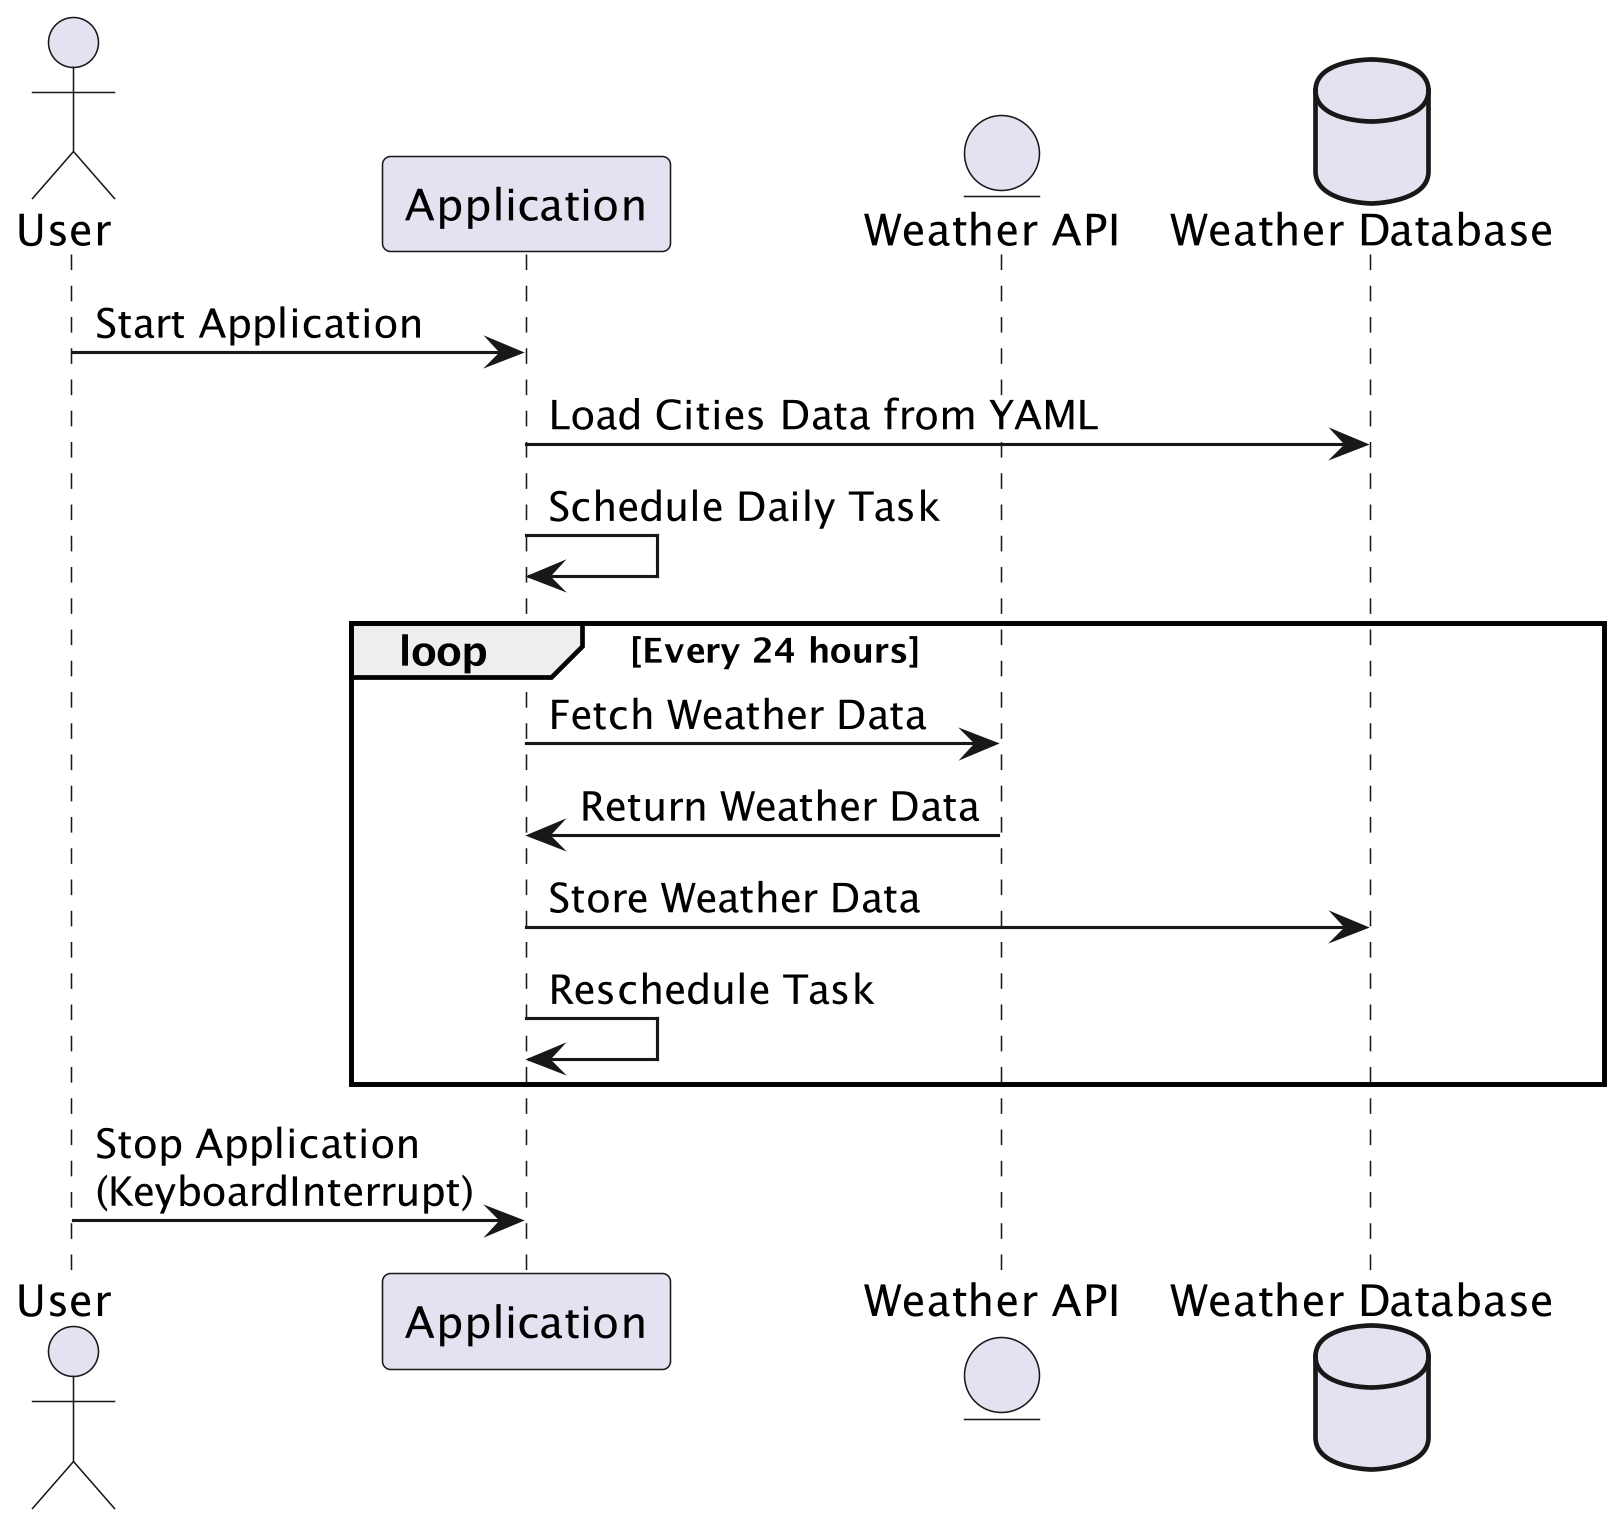 User
Application
Weather API
Weather Database
Start Application
Load Cities Data from YAML
Schedule Daily Task
loop
[Every 24 hours]
Fetch Weather Data
Return Weather Data
Store Weather Data
Reschedule Task
Stop Application
(KeyboardInterrupt)
User
Application
Weather API
Weather Database